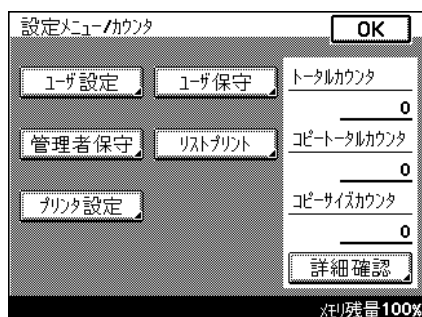 設定ﾒﾆｭｰ/ｶｳﾝﾀ
OK
ﾕｰｻﾞ設定
ﾕｰｻﾞ保守
管理者保守
ﾘｽﾄﾌﾟﾘﾝﾄ
ﾌﾟﾘﾝﾀ設定
ﾄｰﾀﾙｶｳﾝﾀ
0
ｺﾋﾟｰﾄｰﾀﾙｶｳﾝﾀ
0
ｺﾋﾟｰｻｲｽﾞｶｳﾝﾀ
0
詳細確認
ﾒﾓﾘ残量100%